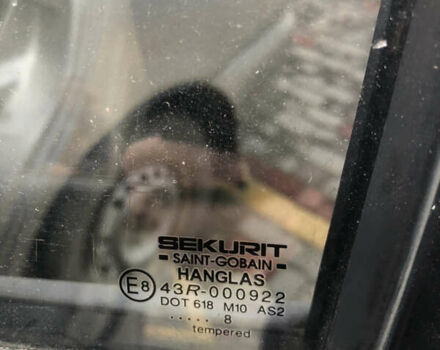 SEKURIT
SAINT-GOBAIN
HANGLAS
E8 43R-000922
DOT 618 M10 AS2
..... 8
tempered